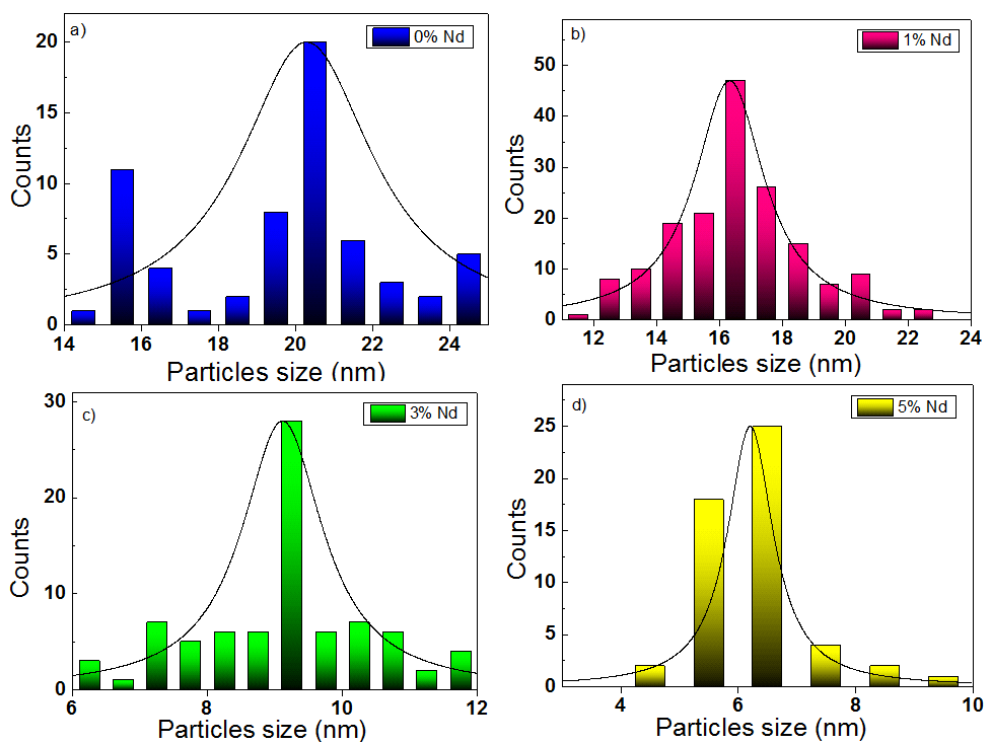 a)
0% Nd
Counts
20
15
10
5
0
14 16 18 20 22 24
Particles size (nm)
b)
1% Nd
Counts
50
40
30
20
10
0
12 14 16 18 20 22 24
Particles size (nm)
c)
3% Nd
Counts
30
20
10
0
6 8 10 12
Particles size (nm)
d)
5% Nd
Counts
25
20
15
10
5
0
4 6 8 10
Particles size (nm)